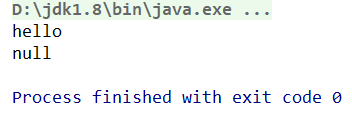 D:\jdk1.8\bin\java.exe ...
hello
null
Process finished with exit code 0